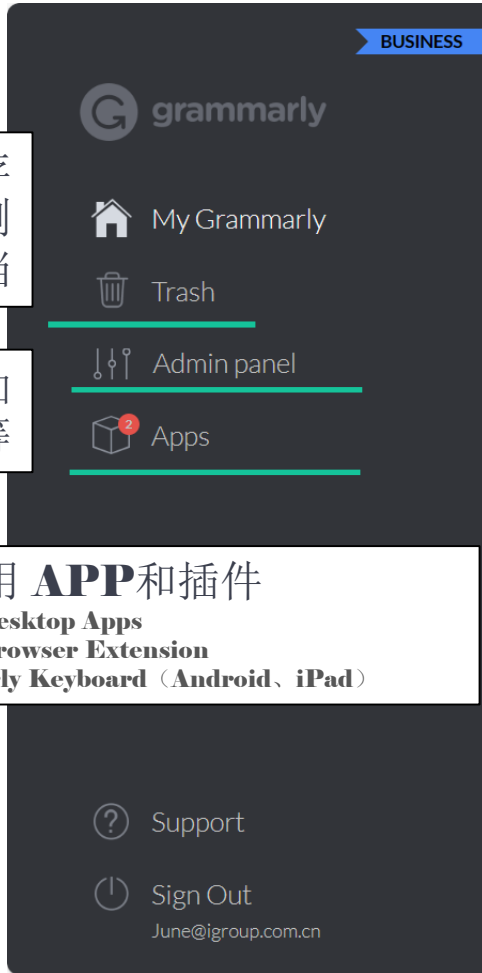 BUSINESS
grammarly
My Grammarly
Trash
Admin panel
2
Apps
用 APP和插件
esktop Apps
rowser Extension
ly Keyboard（Android、iPad）
Support
Sign Out
June@igroup.com.cn